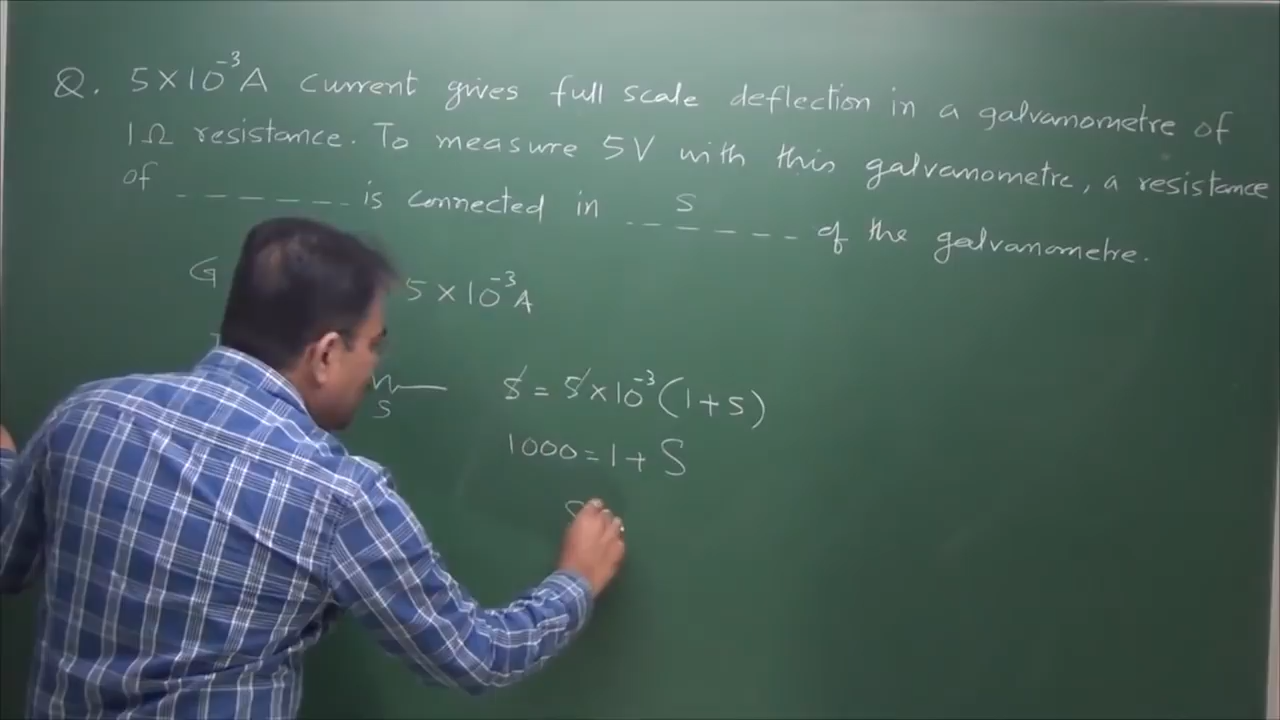 Q. 5×10⁻³A current gives full scale deflection in a galvanometre of
1Ω resistance. To measure 5V with this galvanometre, a resistance
of _ _ _ _ _ _ is connected in _ _ S _ _ _ of the galvanometre.
G 5×10⁻³A
S
5 = 5×10⁻³(1+S)
1000 = 1 + S